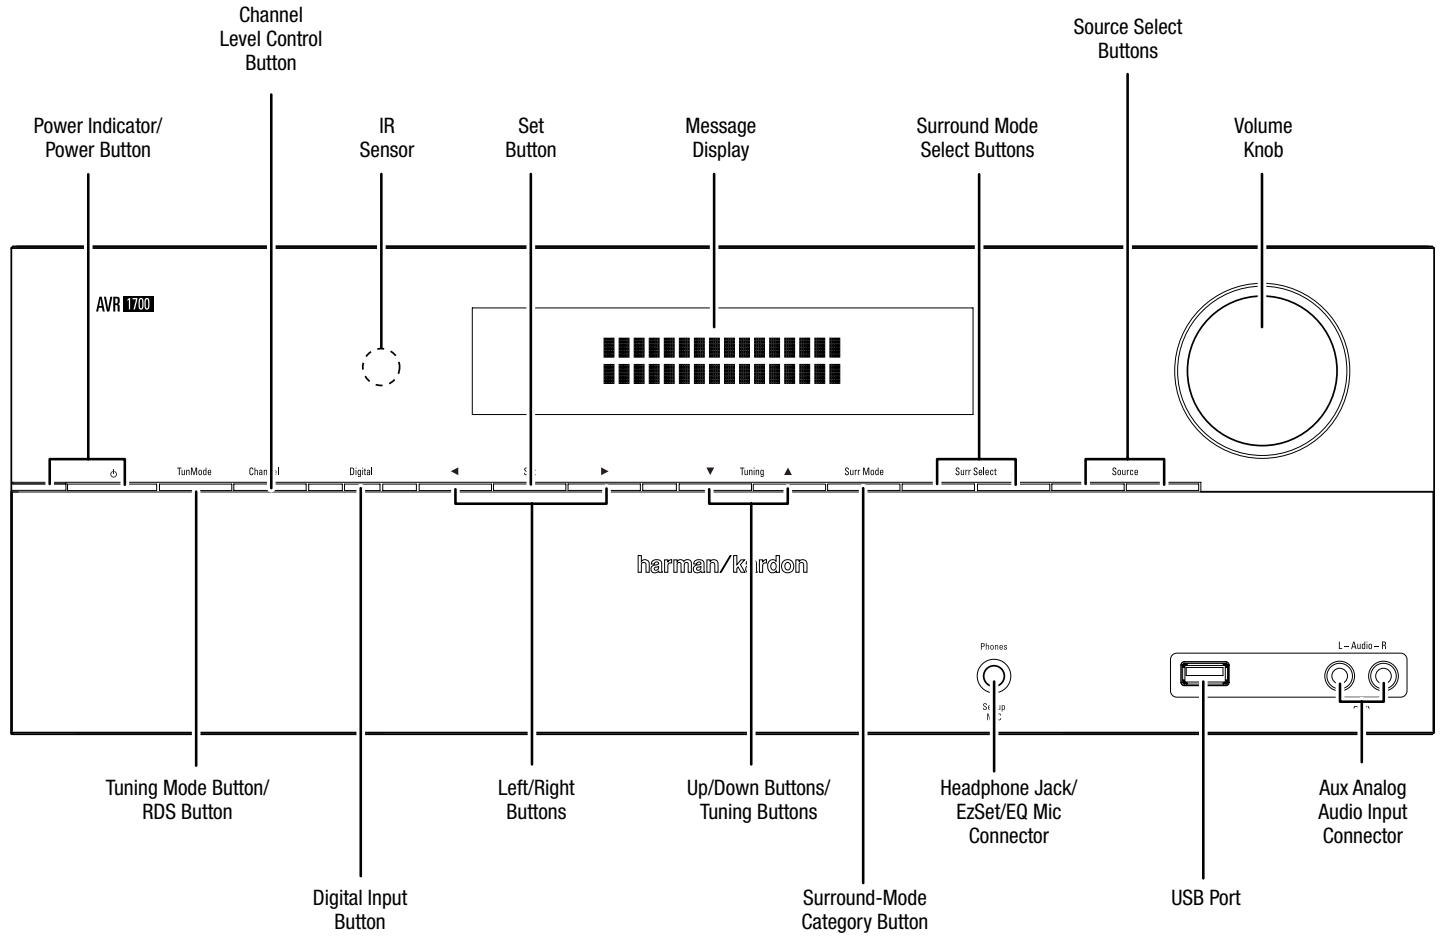 Channel
Level Control
Button
Source Select
Buttons
Power Indicator/
Power Button
IR
Sensor
Set
Button
Message
Display
Surround Mode
Select Buttons
Volume
Knob
AVR 1700
TunMode
Channel
Digital
Tuning
Surr Mode
Surr Select
Source
harman/kardon
Phones
L – Audio – R
Tuning Mode Button/
RDS Button
Left/Right
Buttons
Up/Down Buttons/
Tuning Buttons
Headphone Jack/
EzSet/EQ Mic
Connector
Aux Analog
Audio Input
Connector
Digital Input
Button
Surround-Mode
Category Button
USB Port